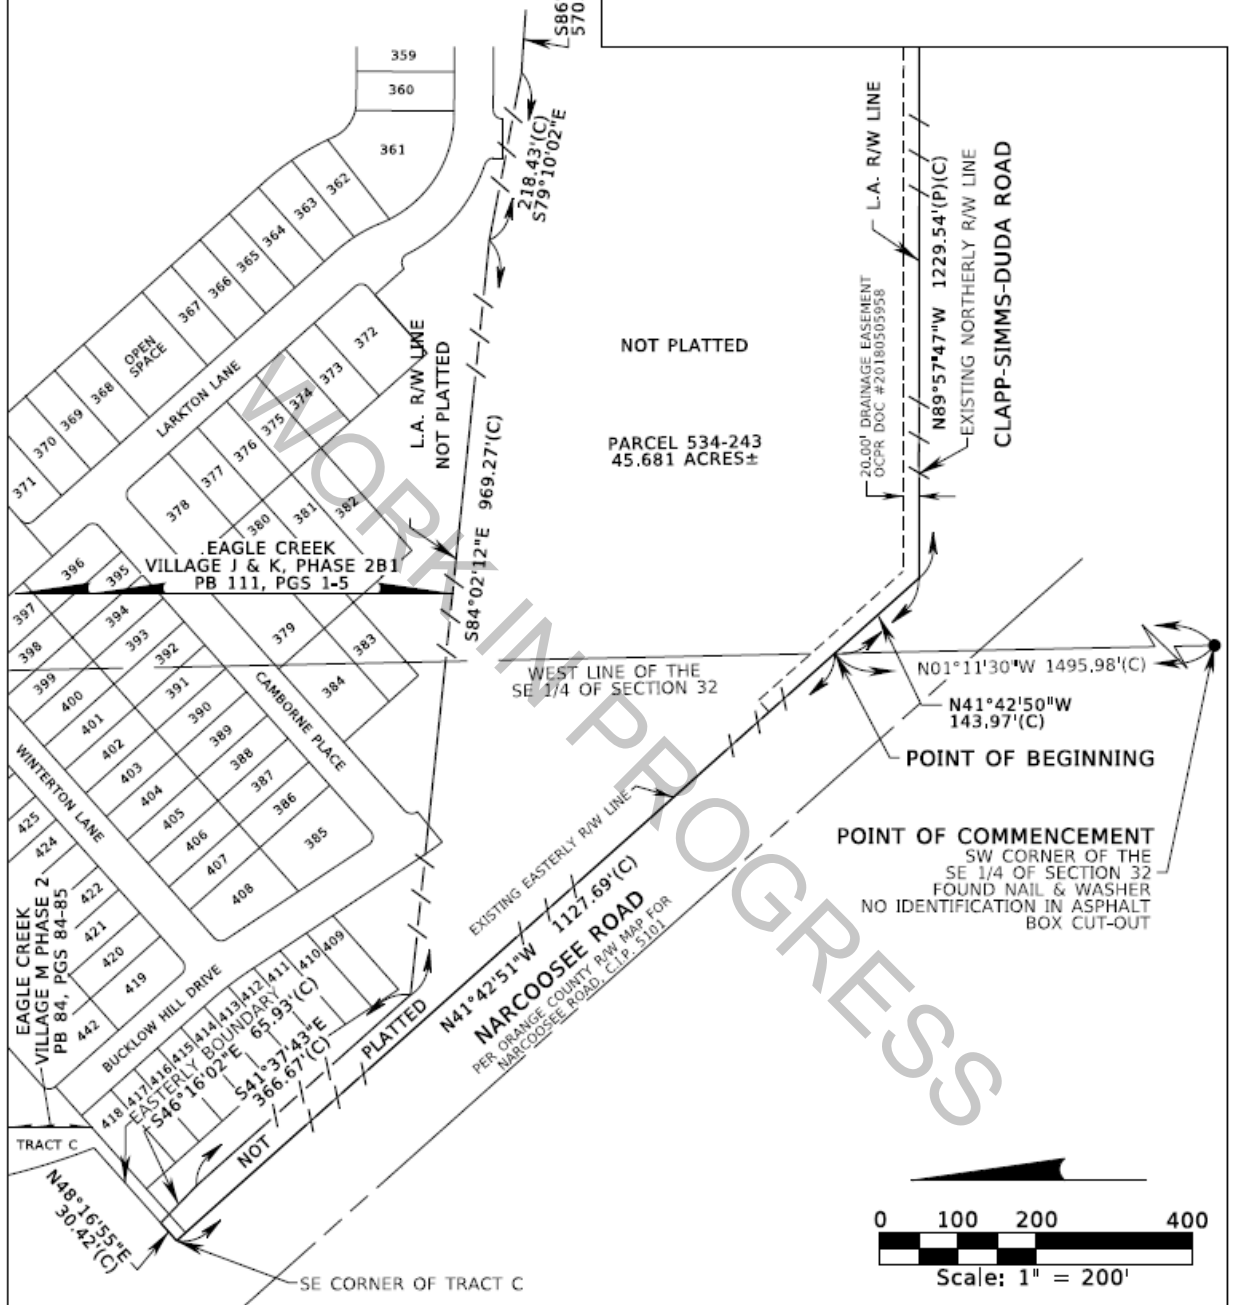 S86°
570
359
360
361
362
363
364
365
366
367
OPEN
SPACE
368
369
370
371
LARKTON LANE
372
373
374
375
376
377
378
379
380
381
382
383
384
218.43'(C)
S79°10'02"E
L.A. R/W LINE
NOT PLATTED
S84°02'12"E 969.27'(C)
NOT PLATTED
PARCEL 534-243
45.681 ACRES±
L.A. R/W LINE
20.00' DRAINAGE EASEMENT
OCPR DOC #20180505958
N89°57'47"W 1229.54'(P)(C)
EXISTING NORTHERLY R/W LINE
CLAPP-SIMMS-DUDA ROAD
EAGLE CREEK
VILLAGE J & K, PHASE 2B1
PB 111, PGS 1-5
396
395
394
393
392
391
390
389
388
387
386
385
397
398
399
400
401
402
403
404
405
406
407
408
CAMBORNE PLACE
WINTERTON LANE
WEST LINE OF THE
SE 1/4 OF SECTION 32
N01°11'30"W 1495.98'(C)
N41°42'50"W
143.97'(C)
POINT OF BEGINNING
POINT OF COMMENCEMENT
SW CORNER OF THE
SE 1/4 OF SECTION 32
FOUND NAIL & WASHER
NO IDENTIFICATION IN ASPHALT
BOX CUT-OUT
EXISTING EASTERLY R/W LINE
N41°42'51"W 1127.69'(C)
NARCOOSEE ROAD
PER ORANGE COUNTY R/W MAP FOR
NARCOOSEE ROAD, C.I.P. 5101
425
424
422
421
420
419
442
EAGLE CREEK
VILLAGE M PHASE 2
PB 84, PGS 84-85
BUCKLOW HILL DRIVE
409
410
411
412
413
414
415
416
417
418
EASTERLY BOUNDARY
S46°16'02"E 65.93'(C)
S41°37'43"E
366.67'(C)
NOT PLATTED
TRACT C
N48°16'55"E
30.42'(C)
SE CORNER OF TRACT C
0 100 200 400
Scale: 1" = 200'
WORK IN PROGRESS